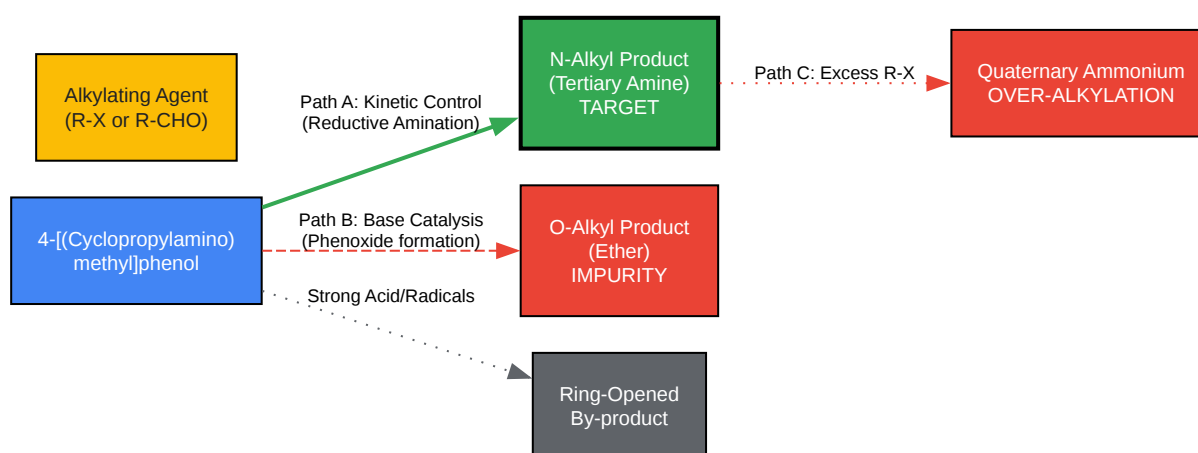 Alkylating Agent
(R-X or R-CHO)
4-[(Cyclopropylamino)
methyl]phenol
Path A: Kinetic Control
(Reductive Amination)
Path B: Base Catalysis
(Phenoxide formation)
Strong Acid/Radicals
N-Alkyl Product
(Tertiary Amine)
TARGET
O-Alkyl Product
(Ether)
IMPURITY
Ring-Opened
By-product
Path C: Excess R-X
Quaternary Ammonium
OVER-ALKYLATION